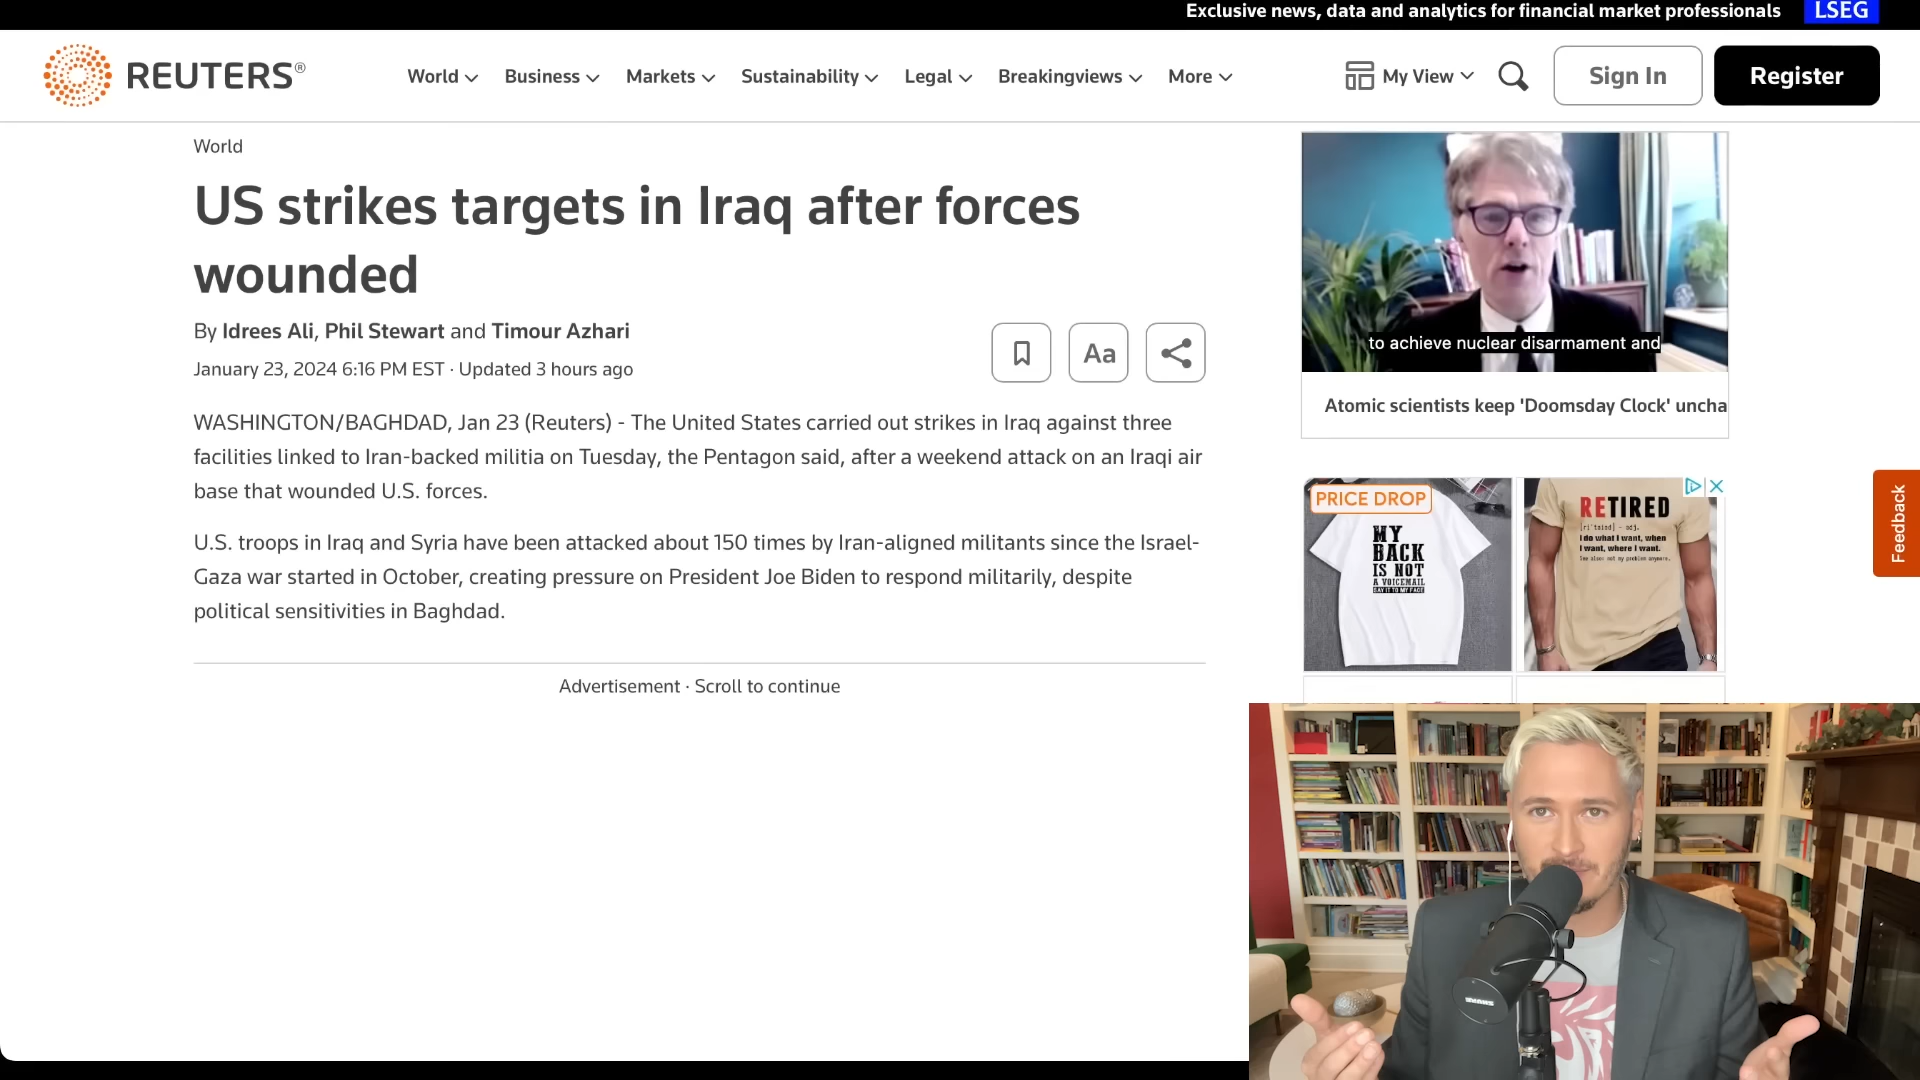 Exclusive news, data and analytics for financial market professionals LSEG
REUTERS®
World
Business
Markets
Sustainability
Legal
Breakingviews
More
My View
Sign In
Register
World
US strikes targets in Iraq after forces
wounded
By Idrees Ali, Phil Stewart and Timour Azhari
January 23, 2024 6:16 PM EST · Updated 3 hours ago
Aa
WASHINGTON/BAGHDAD, Jan 23 (Reuters) - The United States carried out strikes in Iraq against three
facilities linked to Iran-backed militia on Tuesday, the Pentagon said, after a weekend attack on an Iraqi air
base that wounded U.S. forces.
U.S. troops in Iraq and Syria have been attacked about 150 times by Iran-aligned militants since the Israel-
Gaza war started in October, creating pressure on President Joe Biden to respond militarily, despite
political sensitivities in Baghdad.
Advertisement · Scroll to continue
to achieve nuclear disarmament and
Atomic scientists keep 'Doomsday Clock' uncha
PRICE DROP
MY
BACK
IS NOT
A VOICEMAIL
SAY IT TO MY FACE
RETIRED
i do what I want, when
I want, where I want.
Feedback